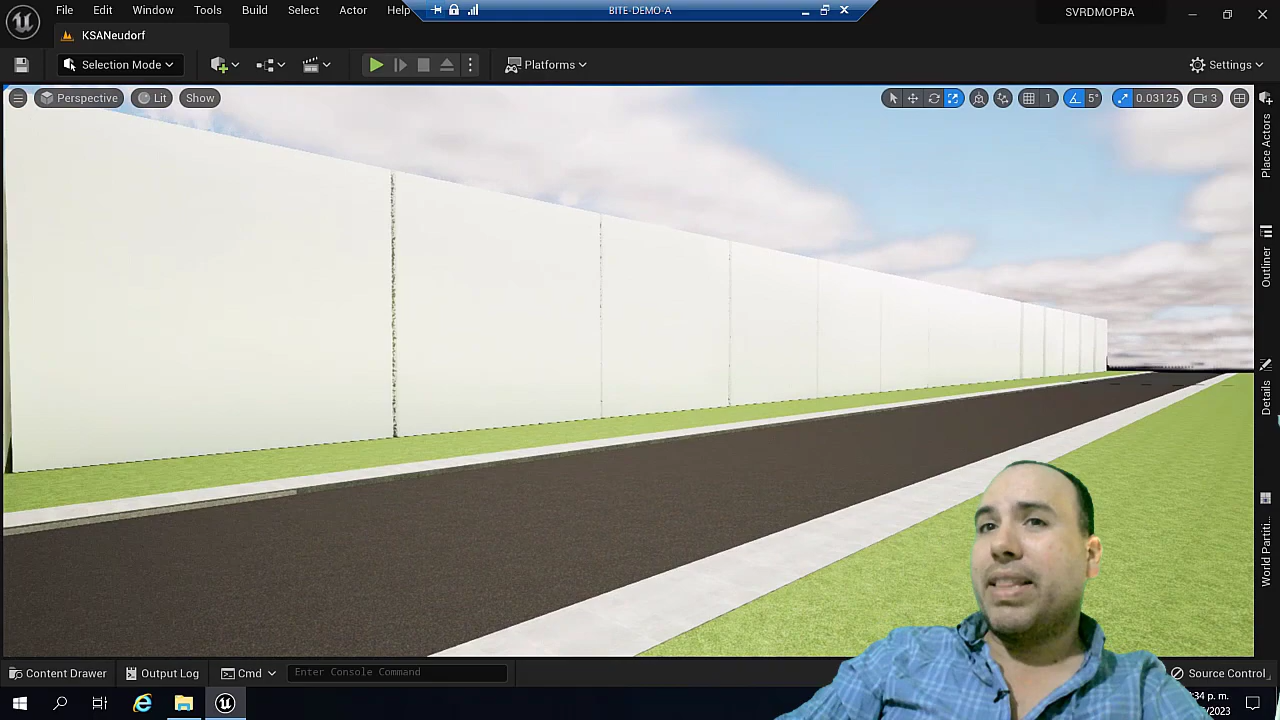 File Edit Window Tools Build Select Actor Help
BITE-DEMO-A
SVRDMOPBA
KSANeudorf
Selection Mode
Platforms
Settings
Perspective Lit Show
1 5° 0.03125 3
Place Actors
Outliner
Details
World Partiti
Content Drawer Output Log Cmd Enter Console Command
Source Control
:34 p. m.
/2023